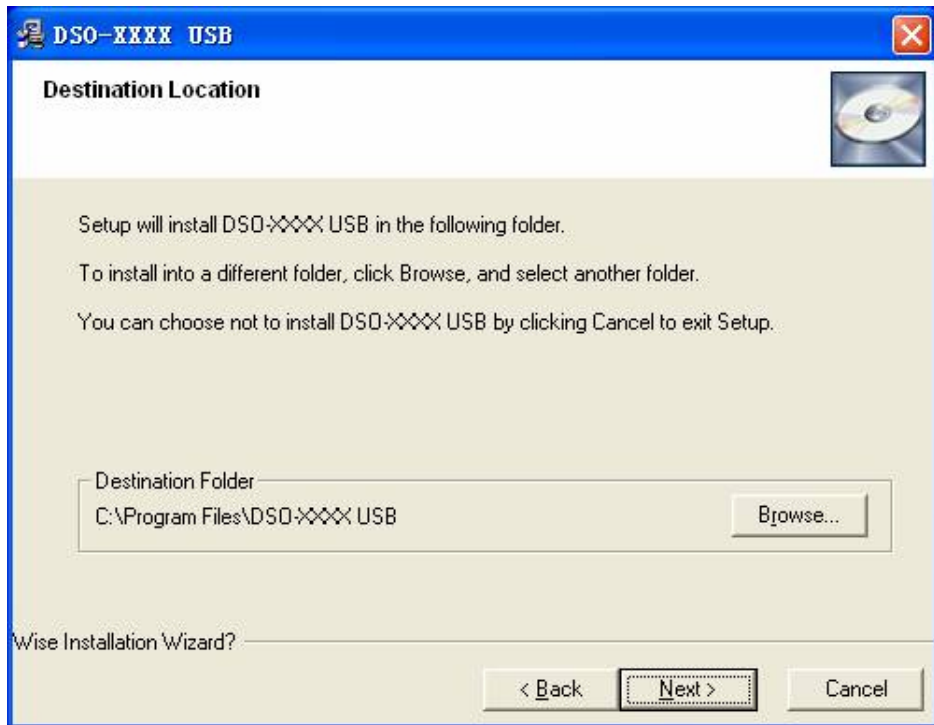 DSO-XXXX USB
Destination Location
Setup will install DSO-XXXX USB in the following folder.
To install into a different folder, click Browse, and select another folder.
You can choose not to install DSO-XXXX USB by clicking Cancel to exit Setup.
Destination Folder
C:\Program Files\DSO-XXXX USB
Browse...
Wise Installation Wizard?
< Back
Next >
Cancel